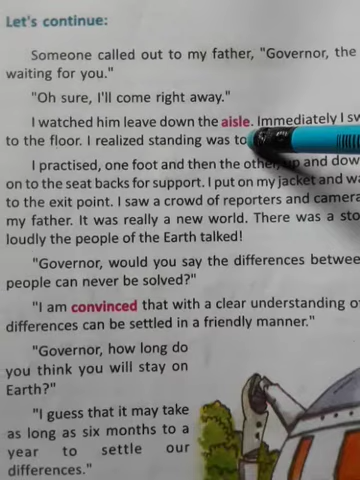 Let's continue:
Someone called out to my father, "Governor, the
waiting for you."
"Oh sure, I'll come right away."
I watched him leave down the aisle. Immediately I
to the floor. I realized standing was
I practised, one foot and then the other, up and
on to the seat backs for support. I put on my jacket and
to the exit point. I saw a crowd of reporters and
my father. It was really a new world. There was a
loudly the people of the Earth talked!
"Governor, would you say the differences
people can never be solved?"
"I am convinced that with a clear understanding
differences can be settled in a friendly manner."
"Governor, how long do
you think you will stay on
Earth?"
"I guess that it may take
as long as six months to a
year to settle our
differences."